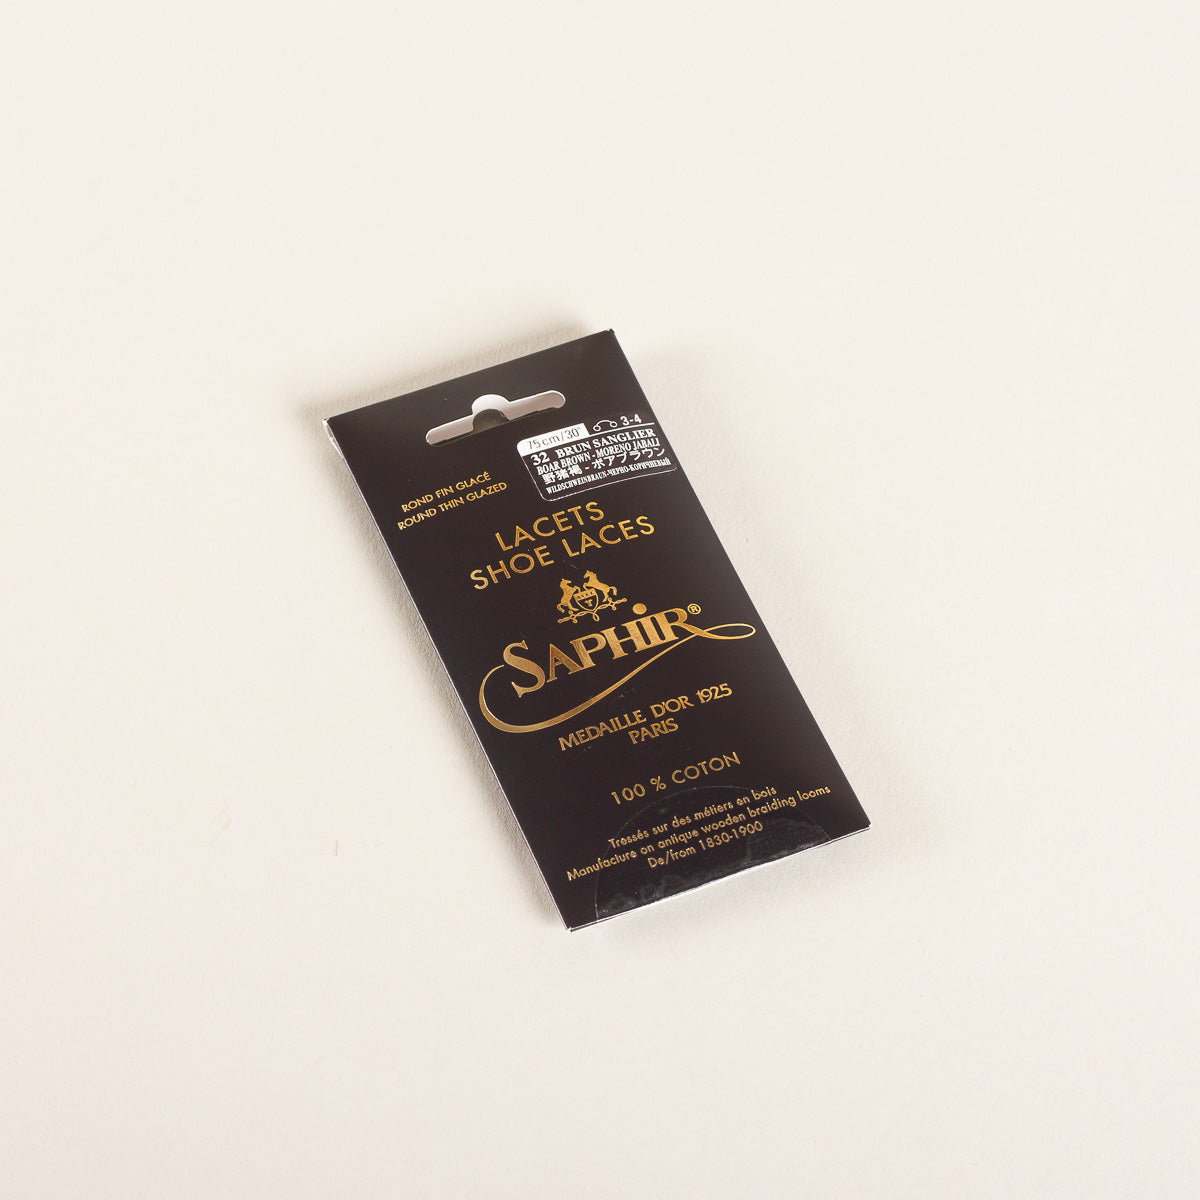 75cm/30" 3-4
32 BRUN SANGLIER
BOAR BROWN - MORENO JABALI
野猪褐 - ボアブラウン
WILDSCHWEINBRAUN-ЧЕРНО-КОРИЧНЕВЫЙ
ROND FIN GLACÉ
ROUND THIN GLAZED
LACETS
SHOE LACES
SAPHIR®
MEDAILLE D'OR 1925
PARIS
100 % COTON
Tressés sur des métiers en bois
Manufacture on antique wooden braiding looms
De/from 1830-1900